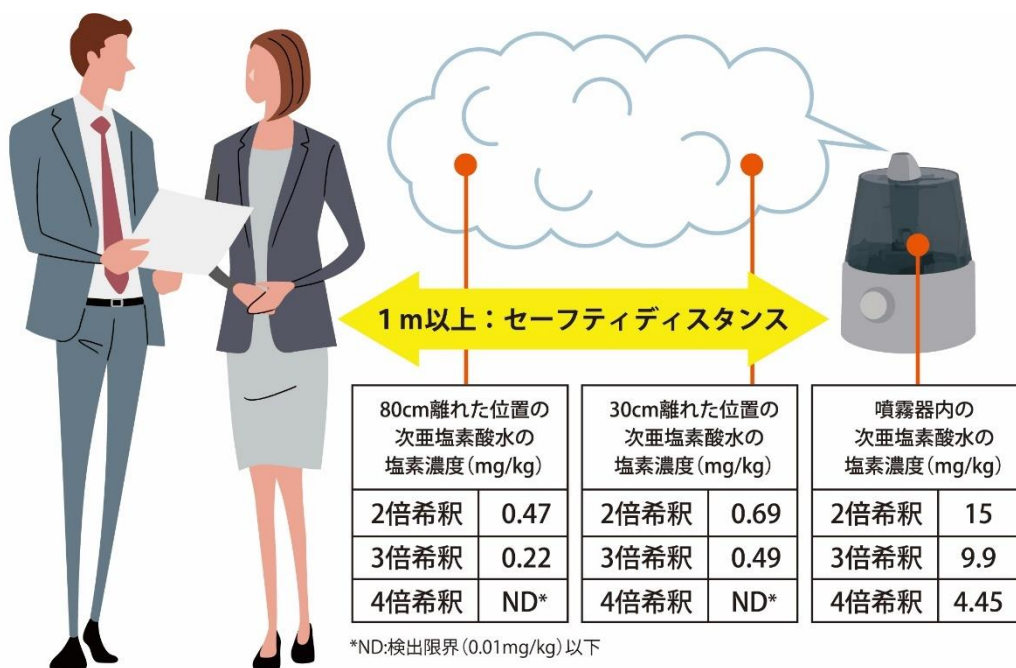 1m以上：セーフティディスタンス
80cm離れた位置の
次亜塩素酸水の
塩素濃度(mg/kg)
2倍希釈 0.47
3倍希釈 0.22
4倍希釈 ND*
30cm離れた位置の
次亜塩素酸水の
塩素濃度(mg/kg)
2倍希釈 0.69
3倍希釈 0.49
4倍希釈 ND*
噴霧器内の
次亜塩素酸水の
塩素濃度(mg/kg)
2倍希釈 15
3倍希釈 9.9
4倍希釈 4.45
*ND:検出限界(0.01mg/kg)以下